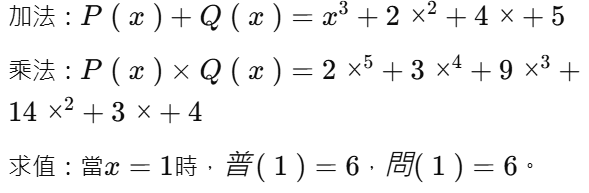 加法：P ( x ) + Q ( x ) = x³ + 2 ×² + 4 × + 5
乘法：P ( x ) × Q ( x ) = 2 ×⁵ + 3 ×⁴ + 9 ×³ +
14 ×² + 3 × + 4
求值：當x = 1時，普( 1 ) = 6，問( 1 ) = 6。